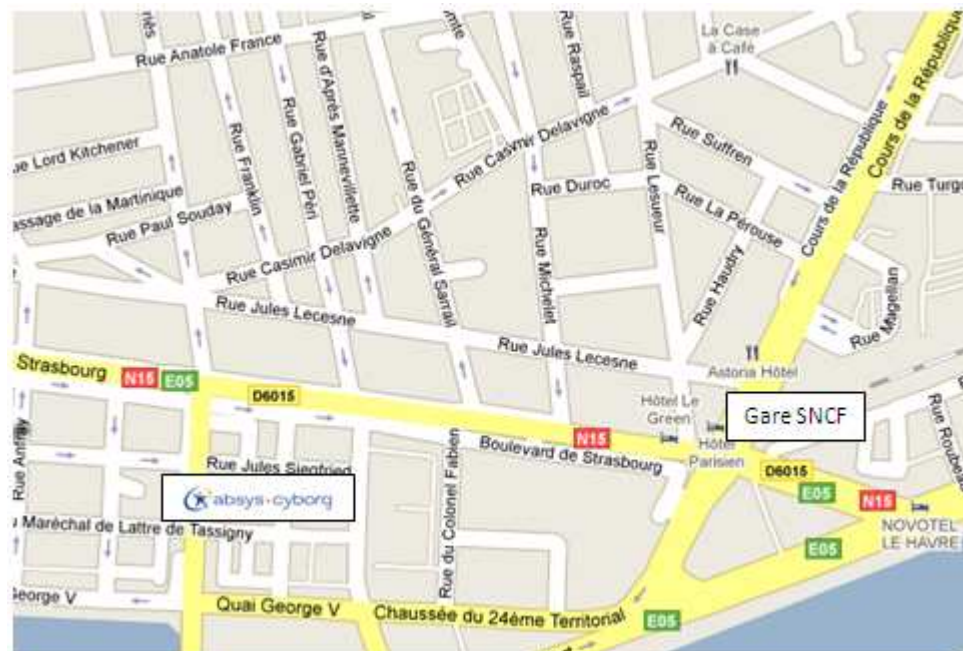 La Case
à Café
Rue Anatole France
Rue Raspail
Cours de la République
Cours de la République
Rue d'Après Mannevillette
Rue Gabriel Péri
Rue Franklin
Rue Lord Kitchener
Rue Casimir Delavigne
Rue Suffren
Rue Duroc
Rue Lesueur
Rue La Pérouse
Rue Paul Souday
Rue du Général Sarrail
Rue Casimir Delavigne
Rue Michelet
Rue Haudry
Rue Magellan
Rue Jules Lecesne
Rue Jules Lecesne
Astoria Hôtel
Strasbourg
N15
E05
D6015
Hôtel Le
Green
Gare SNCF
N15
Hôtel
Parisien
Boulevard de Strasbourg
D6015
E05
N15
Rue Jules Siegfried
absys-cyborg
Rue du Colonel Fabien
Maréchal de Lattre de Tassigny
NOVOTEL
LE HAVRE
E05
George V
Quai George V
Chaussée du 24ème Territorial
E05